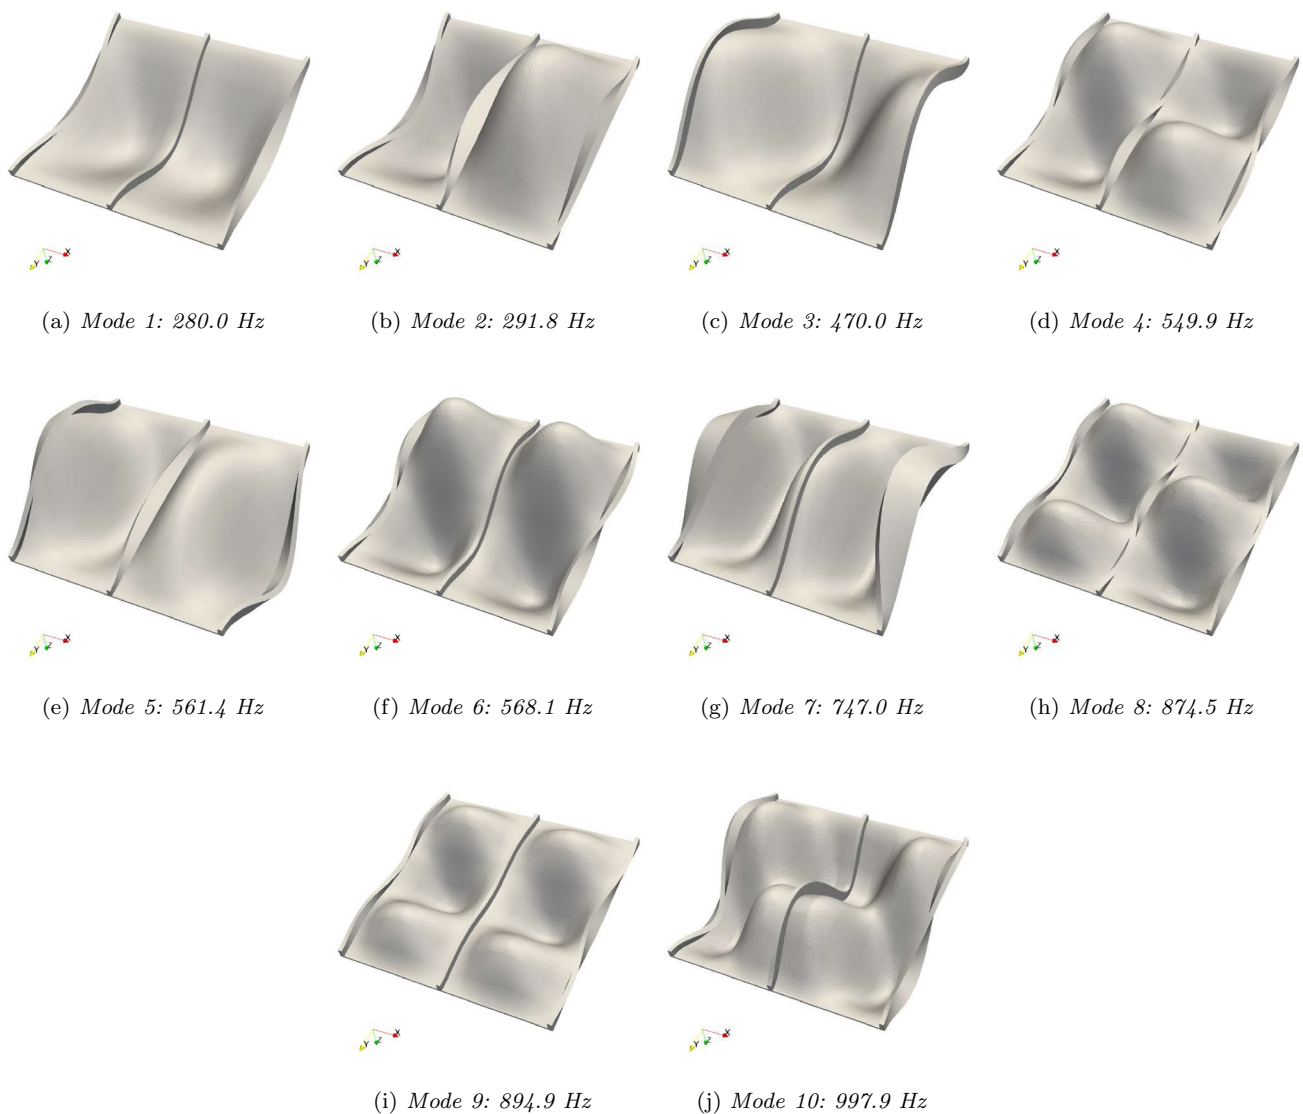 X
Y
Z
X
Y
Z
X
Y
Z
X
Y
Z
(a) Mode 1: 280.0 Hz
(b) Mode 2: 291.8 Hz
(c) Mode 3: 470.0 Hz
(d) Mode 4: 549.9 Hz
X
Y
Z
X
Y
Z
X
Y
Z
X
Y
Z
(e) Mode 5: 561.4 Hz
(f) Mode 6: 568.1 Hz
(g) Mode 7: 747.0 Hz
(h) Mode 8: 874.5 Hz
X
Y
Z
X
Y
Z
(i) Mode 9: 894.9 Hz
(j) Mode 10: 997.9 Hz